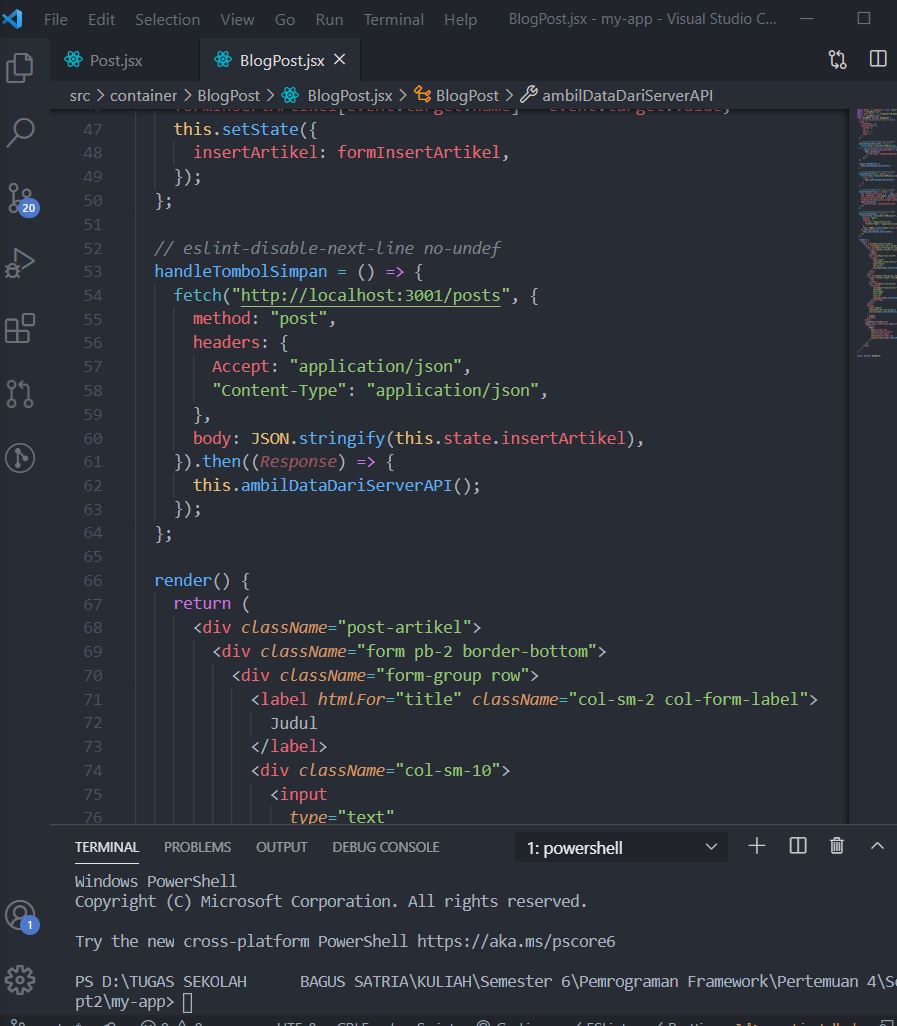 File Edit Selection View Go Run Terminal Help BlogPost.jsx - my-app - Visual Studio C...
Post.jsx BlogPost.jsx
src > container > BlogPost > BlogPost.jsx > BlogPost > ambilDataDariServerAPI
47 this.setState({
48 insertArtikel: formInsertArtikel,
49 });
50 };
51
52 // eslint-disable-next-line no-undef
53 handleTombolSimpan = () => {
54 fetch("http://localhost:3001/posts", {
55 method: "post",
56 headers: {
57 Accept: "application/json",
58 "Content-Type": "application/json",
59 },
60 body: JSON.stringify(this.state.insertArtikel),
61 }).then((Response) => {
62 this.ambilDataDariServerAPI();
63 });
64 };
65
66 render() {
67 return (
68 <div className="post-artikel">
69 <div className="form pb-2 border-bottom">
70 <div className="form-group row">
71 <label htmlFor="title" className="col-sm-2 col-form-label">
72 Judul
73 </label>
74 <div className="col-sm-10">
75 <input
76 type="text"
20
1
TERMINAL PROBLEMS OUTPUT DEBUG CONSOLE 1: powershell
Windows PowerShell
Copyright (C) Microsoft Corporation. All rights reserved.
Try the new cross-platform PowerShell https://aka.ms/pscore6
PS D:\TUGAS SEKOLAH BAGUS SATRIA\KULIAH\Semester 6\Pemrograman Framework\Pertemuan 4\Sc
pt2\my-app>